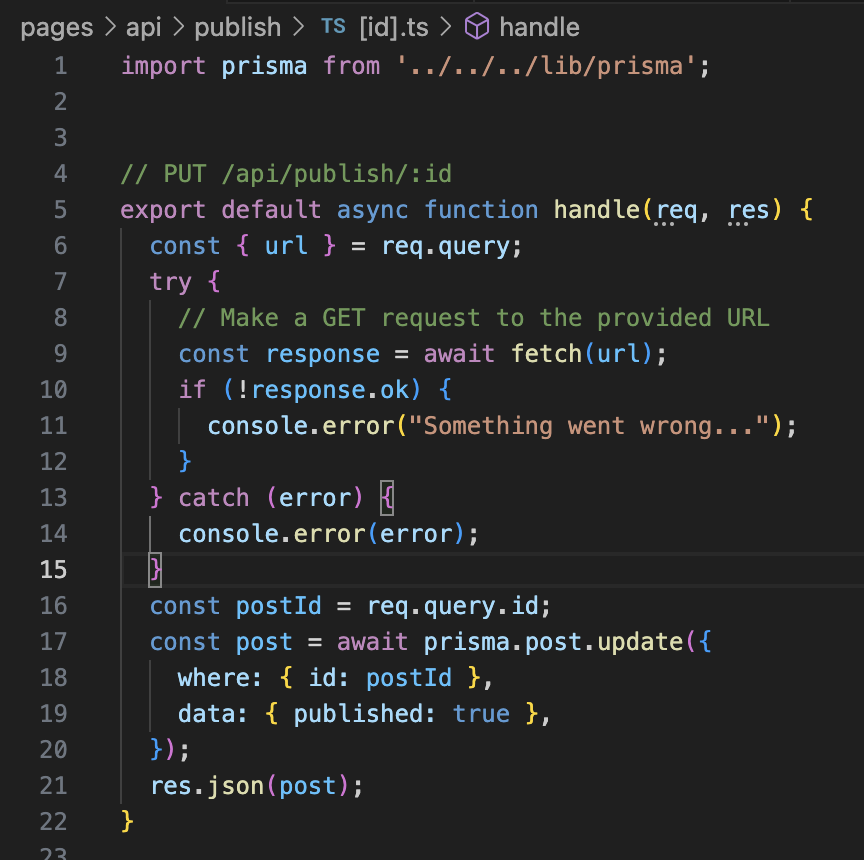 pages > api > publish > TS [id].ts > handle
1 import prisma from '../../../lib/prisma';
2
3
4 // PUT /api/publish/:id
5 export default async function handle(req, res) {
6   const { url } = req.query;
7   try {
8     // Make a GET request to the provided URL
9     const response = await fetch(url);
10     if (!response.ok) {
11       console.error("Something went wrong...");
12     }
13   } catch (error) {
14     console.error(error);
15   }
16   const postId = req.query.id;
17   const post = await prisma.post.update({
18     where: { id: postId },
19     data: { published: true },
20   });
21   res.json(post);
22 }
23